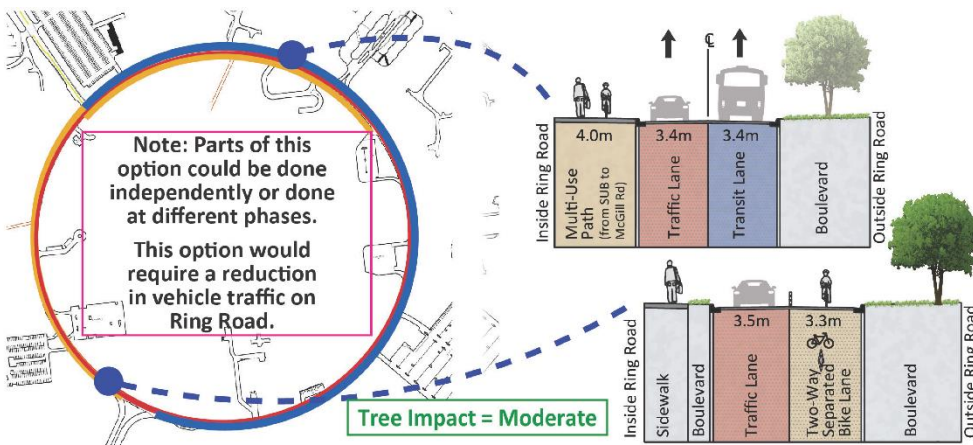 Note: Parts of this
option could be done
independently or done
at different phases.
This option would
require a reduction
in vehicle traffic on
Ring Road.
Tree Impact = Moderate
℄
4.0m
3.4m
3.4m
Inside Ring Road
Multi-Use
Path
(from SUB to
McGill Rd)
Traffic Lane
Transit Lane
Boulevard
Outside Ring Road
3.5m
3.3m
Inside Ring Road
Sidewalk
Boulevard
Traffic Lane
Two-Way
Separated
Bike Lane
Boulevard
Outside Ring Road